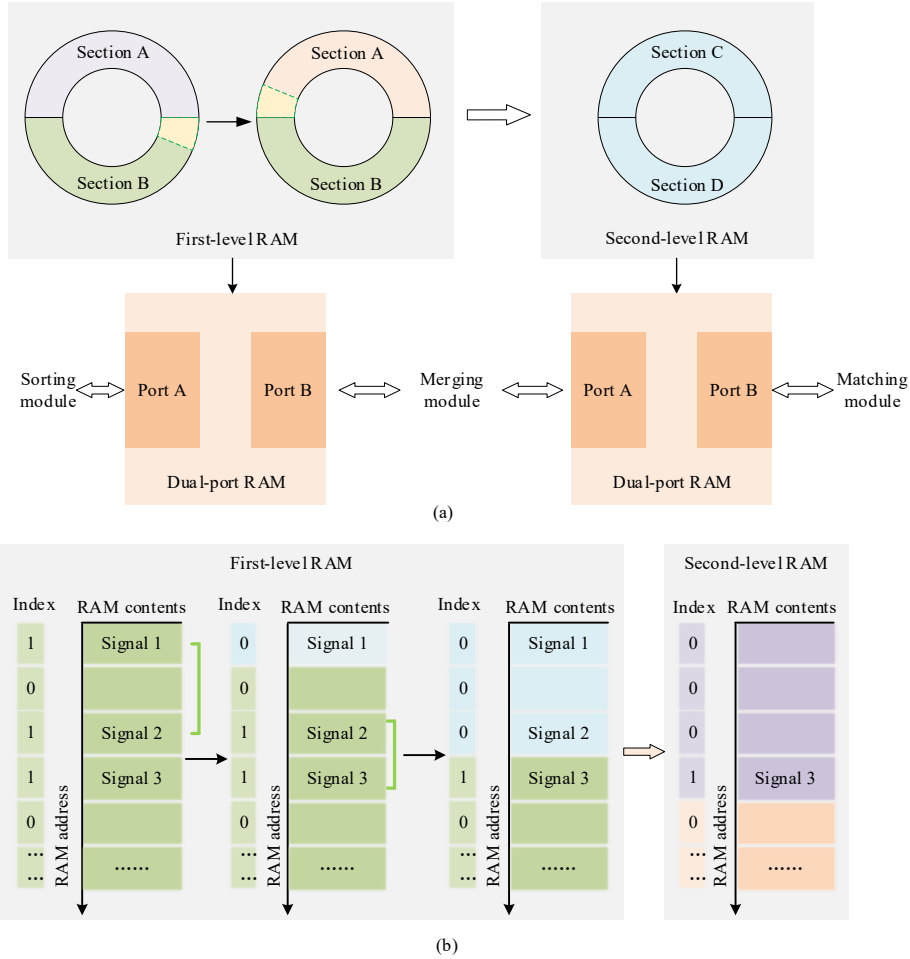 Section A
Section B
Section A
Section B
Section C
Section D
First-level RAM
Second-level RAM
Sorting
module
Port A
Port B
Dual-port RAM
Merging
module
Port A
Port B
Dual-port RAM
Matching
module
(a)
First-level RAM
Second-level RAM
Index
RAM contents
1
Signal 1
0
1
Signal 2
1
Signal 3
0
...
...
......
RAM address
Index
RAM contents
0
Signal 1
0
1
Signal 2
1
Signal 3
0
...
...
......
RAM address
Index
RAM contents
0
Signal 1
0
0
Signal 2
1
Signal 3
0
...
...
......
RAM address
Index
RAM contents
0
0
0
1
Signal 3
0
...
...
......
RAM address
(b)